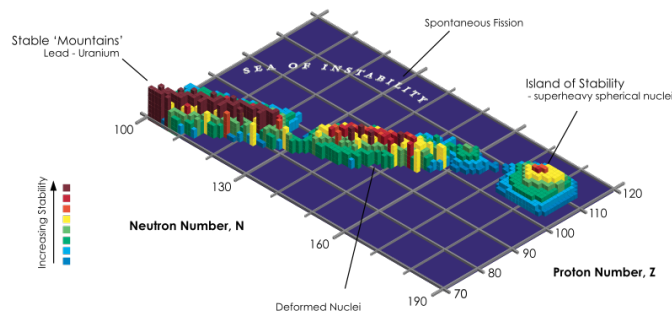 Spontaneous Fission
Stable ‘Mountains’
Lead - Uranium
SEA OF INSTABILITY
Island of Stability
- superheavy spherical nuclei
100
130
160
190
Neutron Number, N
70
80
90
100
110
120
Proton Number, Z
Increasing Stability
Deformed Nuclei